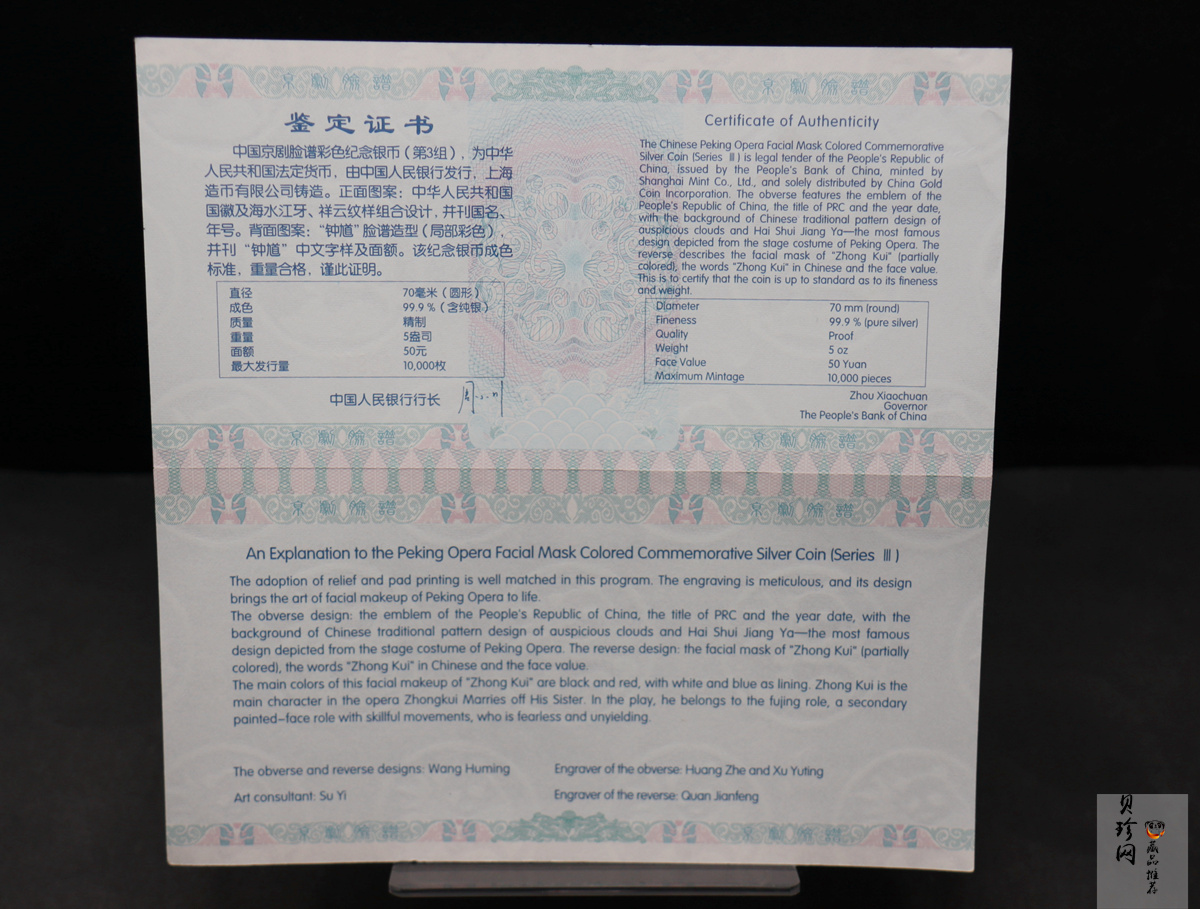 京劇臉譜
京劇臉譜
鉴定证书
中国京剧脸谱彩色纪念银币（第3组），为中华
人民共和国法定货币，由中国人民银行发行，上海
造币有限公司铸造。正面图案：中华人民共和国
国徽及海水江牙、祥云纹样组合设计，并刊国名、
年号。背面图案：“钟馗”脸谱造型（局部彩色），
并刊“钟馗”中文字样及面额。该纪念银币成色
标准，重量合格，谨此证明。
直径 70毫米（圆形）
成色 99.9％（含纯银）
质量 精制
重量 5盎司
面额 50元
最大发行量 10,000枚
中国人民银行行长
Certificate of Authenticity
The Chinese Peking Opera Facial Mask Colored Commemorative
Silver Coin (Series Ⅲ) is legal tender of the People's Republic of
China, issued by the People's Bank of China, minted by
Shanghai Mint Co., Ltd., and solely distributed by China Gold
Coin Incorporation. The obverse features the emblem of the
People's Republic of China, the title of PRC and the year date,
with the background of Chinese traditional pattern design of
auspicious clouds and Hai Shui Jiang Ya—the most famous
design depicted from the stage costume of Peking Opera. The
reverse describes the facial mask of "Zhong Kui" (partially
colored), the words "Zhong Kui" in Chinese and the face value.
This is to certify that the coin is up to standard as to its fineness
and weight.
Diameter 70 mm (round)
Fineness 99.9 % (pure silver)
Quality Proof
Weight 5 oz
Face Value 50 Yuan
Maximum Mintage 10,000 pieces
Zhou Xiaochuan
Governor
The People's Bank of China
京劇臉譜
京劇臉譜
京劇臉譜
京劇臉譜
An Explanation to the Peking Opera Facial Mask Colored Commemorative Silver Coin (Series Ⅲ)
The adoption of relief and pad printing is well matched in this program. The engraving is meticulous, and its design
brings the art of facial makeup of Peking Opera to life.
The obverse design: the emblem of the People's Republic of China, the title of PRC and the year date, with the
background of Chinese traditional pattern design of auspicious clouds and Hai Shui Jiang Ya—the most famous
design depicted from the stage costume of Peking Opera. The reverse design: the facial mask of "Zhong Kui" (partially
colored), the words "Zhong Kui" in Chinese and the face value.
The main colors of this facial makeup of "Zhong Kui" are black and red, with white and blue as lining. Zhong Kui is the
main character in the opera Zhongkui Marries off His Sister. In the play, he belongs to the fujing role, a secondary
painted-face role with skillful movements, who is fearless and unyielding.
The obverse and reverse designs: Wang Huming
Engraver of the obverse: Huang Zhe and Xu Yuting
Art consultant: Su Yi
Engraver of the reverse: Quan Jianfeng
京劇臉譜
京劇臉譜
贝珍网
藏品推荐